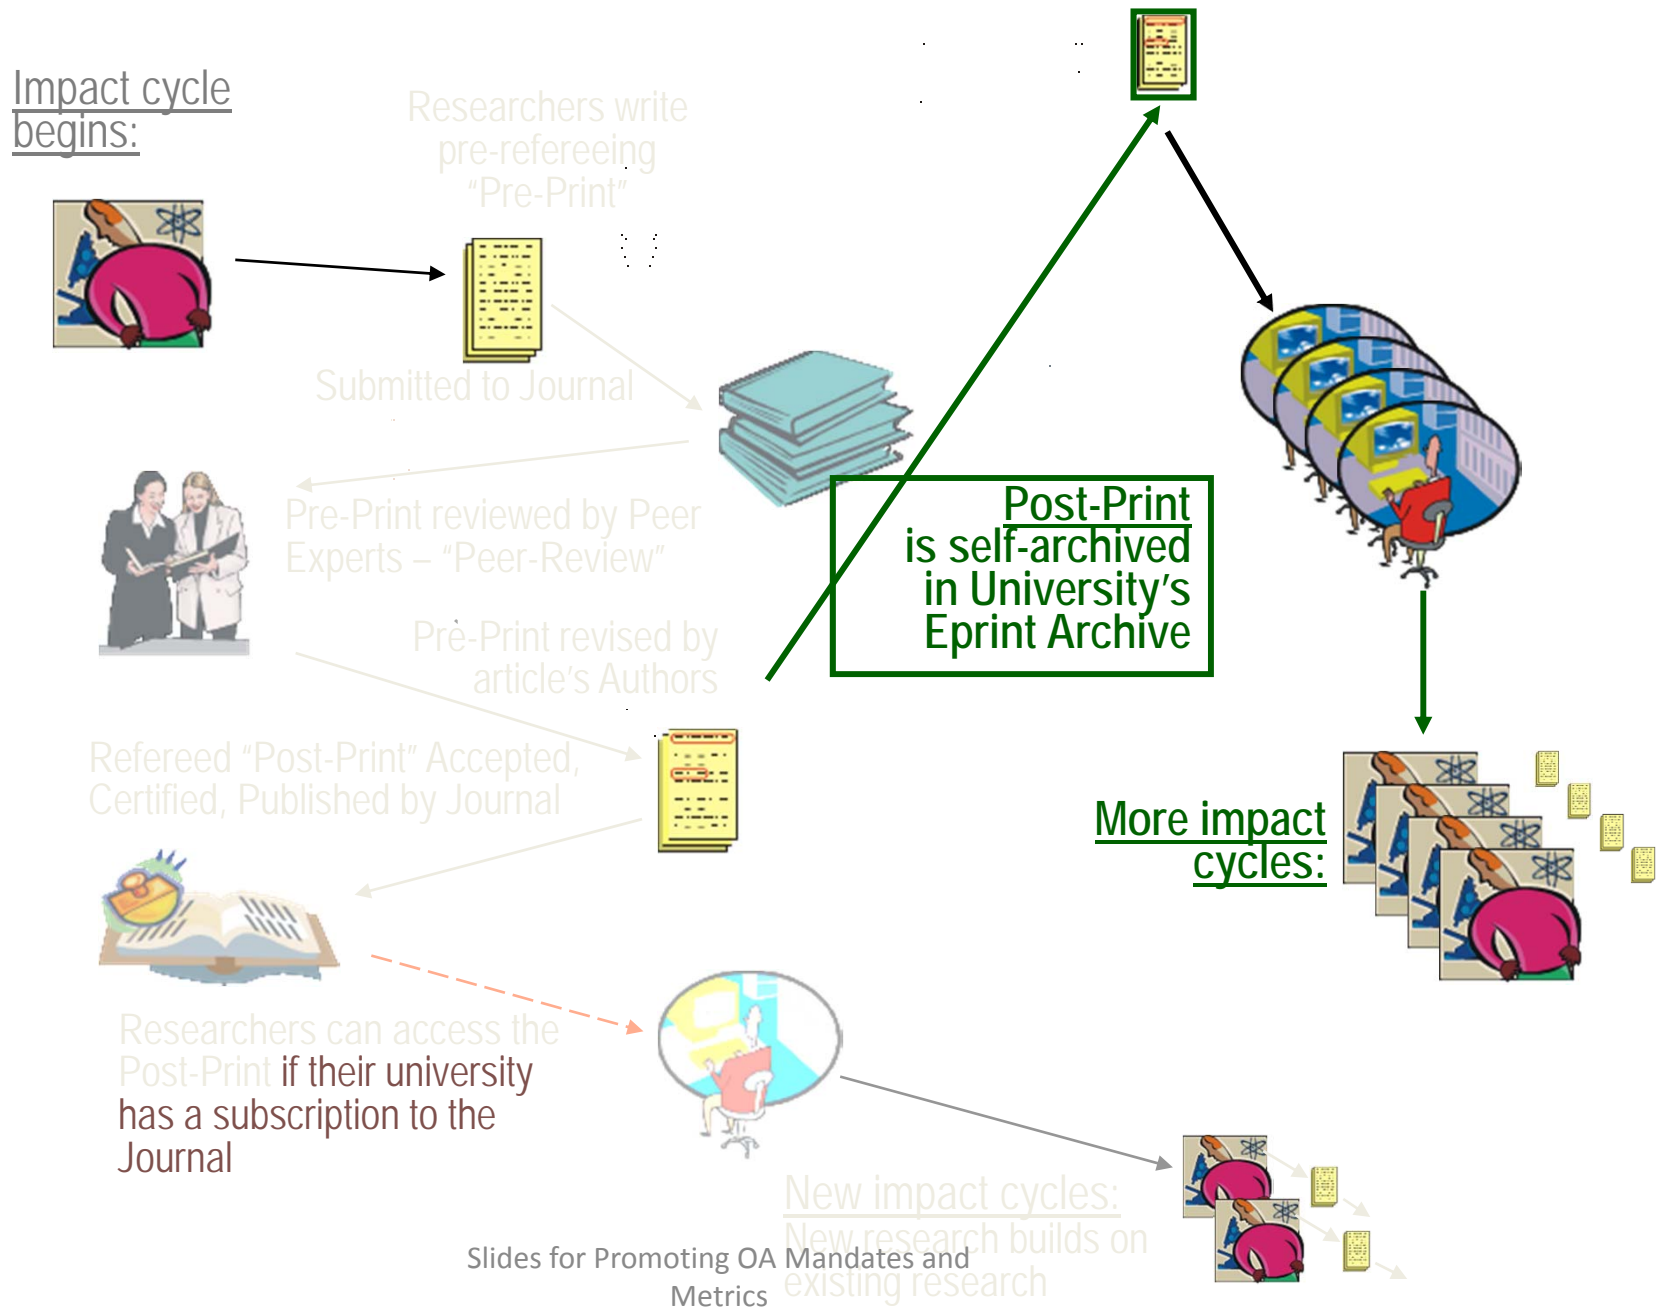 Impact cycle
begins:
Researchers write
pre-refereeing
“Pre-Print”
Submitted to Journal
Pre-Print reviewed by Peer
Experts – “Peer-Review”
Pre-Print revised by
article’s Authors
Refereed “Post-Print” Accepted,
Certified, Published by Journal
Researchers can access the
Post-Print if their university
has a subscription to the
Journal
Post-Print
is self-archived
in University’s
Eprint Archive
More impact
cycles:
New impact cycles:
New research builds on
existing research
Slides for Promoting OA Mandates and
Metrics